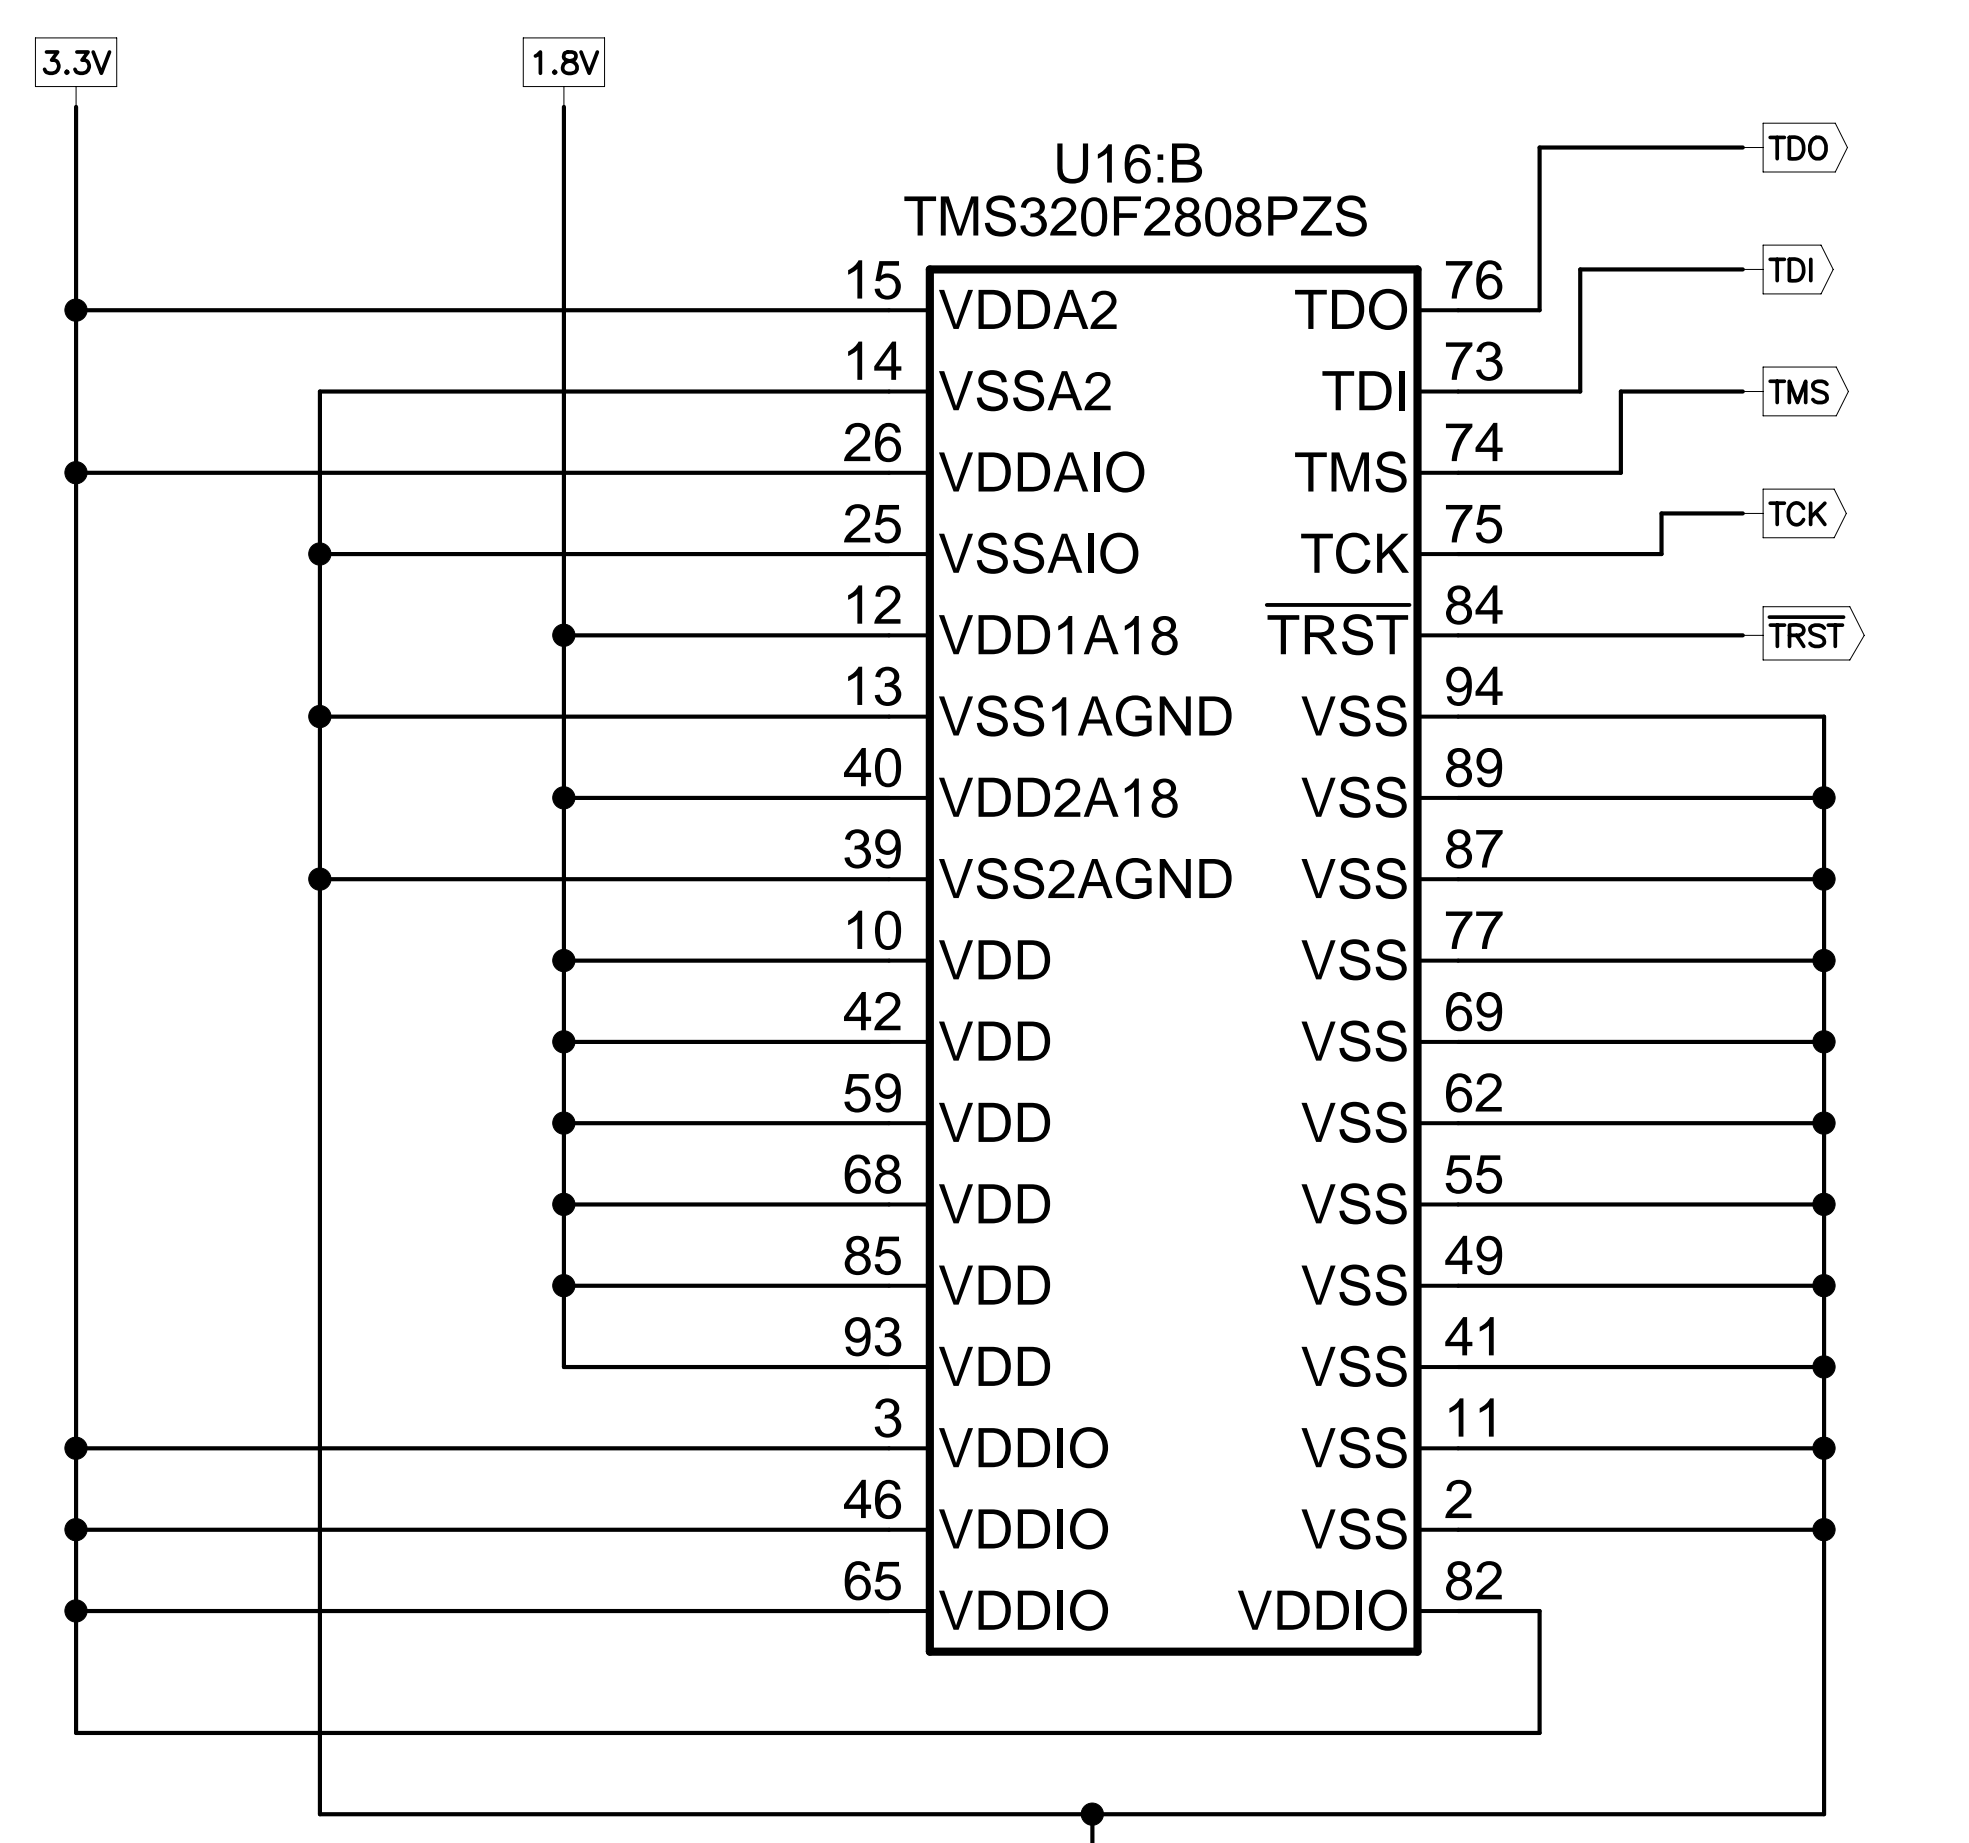 3.3V
1.8V
TDO
U16:B
TMS320F2808PZS
TDI
15 VDDA2 TDO 76
14 VSSA2 TDI 73
TMS
26 VDDAIO TMS 74
TCK
25 VSSAIO TCK 75
12 VDD1A18 TRST 84
TRST
13 VSS1AGND VSS 94
40 VDD2A18 VSS 89
39 VSS2AGND VSS 87
10 VDD VSS 77
42 VDD VSS 69
59 VDD VSS 62
68 VDD VSS 55
85 VDD VSS 49
93 VDD VSS 41
3 VDDIO VSS 11
46 VDDIO VSS 2
65 VDDIO VDDIO 82